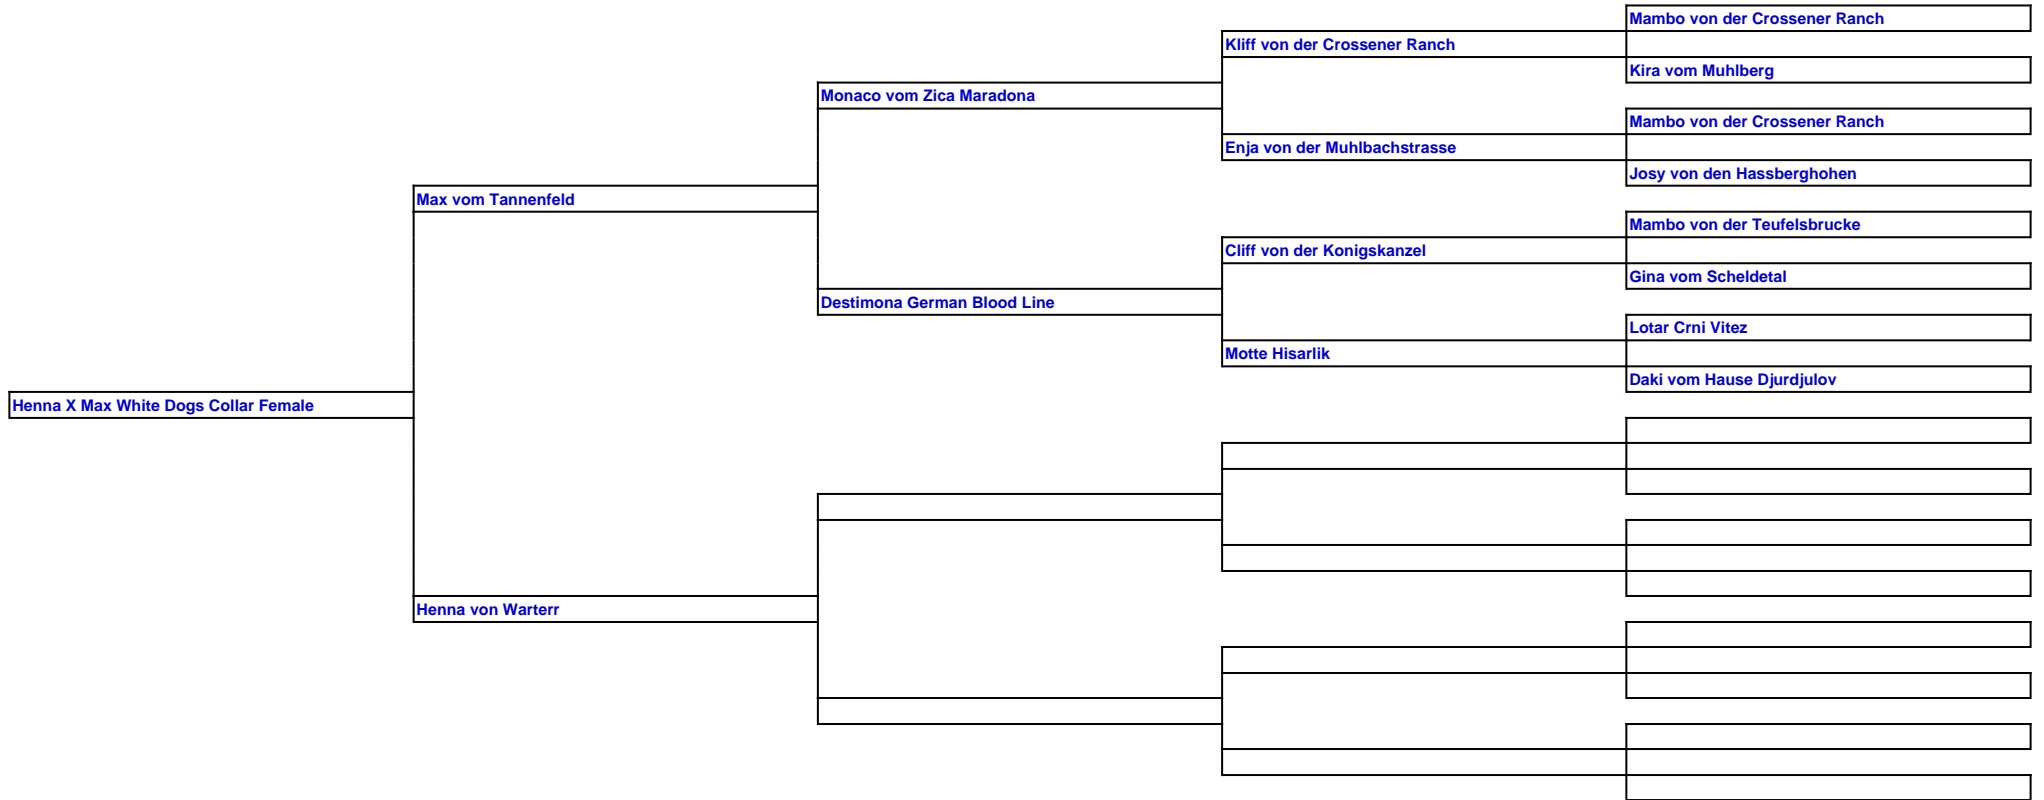 Mambo von der Crossener Ranch
Kliff von der Crossener Ranch
Kira vom Muhlberg
Monaco vom Zica Maradona
Mambo von der Crossener Ranch
Enja von der Muhlbachstrasse
Josy von den Hassberghohen
Max vom Tannenfeld
Mambo von der Teufelsbrucke
Cliff von der Konigskanzel
Gina vom Scheldetal
Destimona German Blood Line
Lotar Crni Vitez
Motte Hisarlik
Daki vom Hause Djurdjulov
Henna X Max White Dogs Collar Female
Henna von Warterr